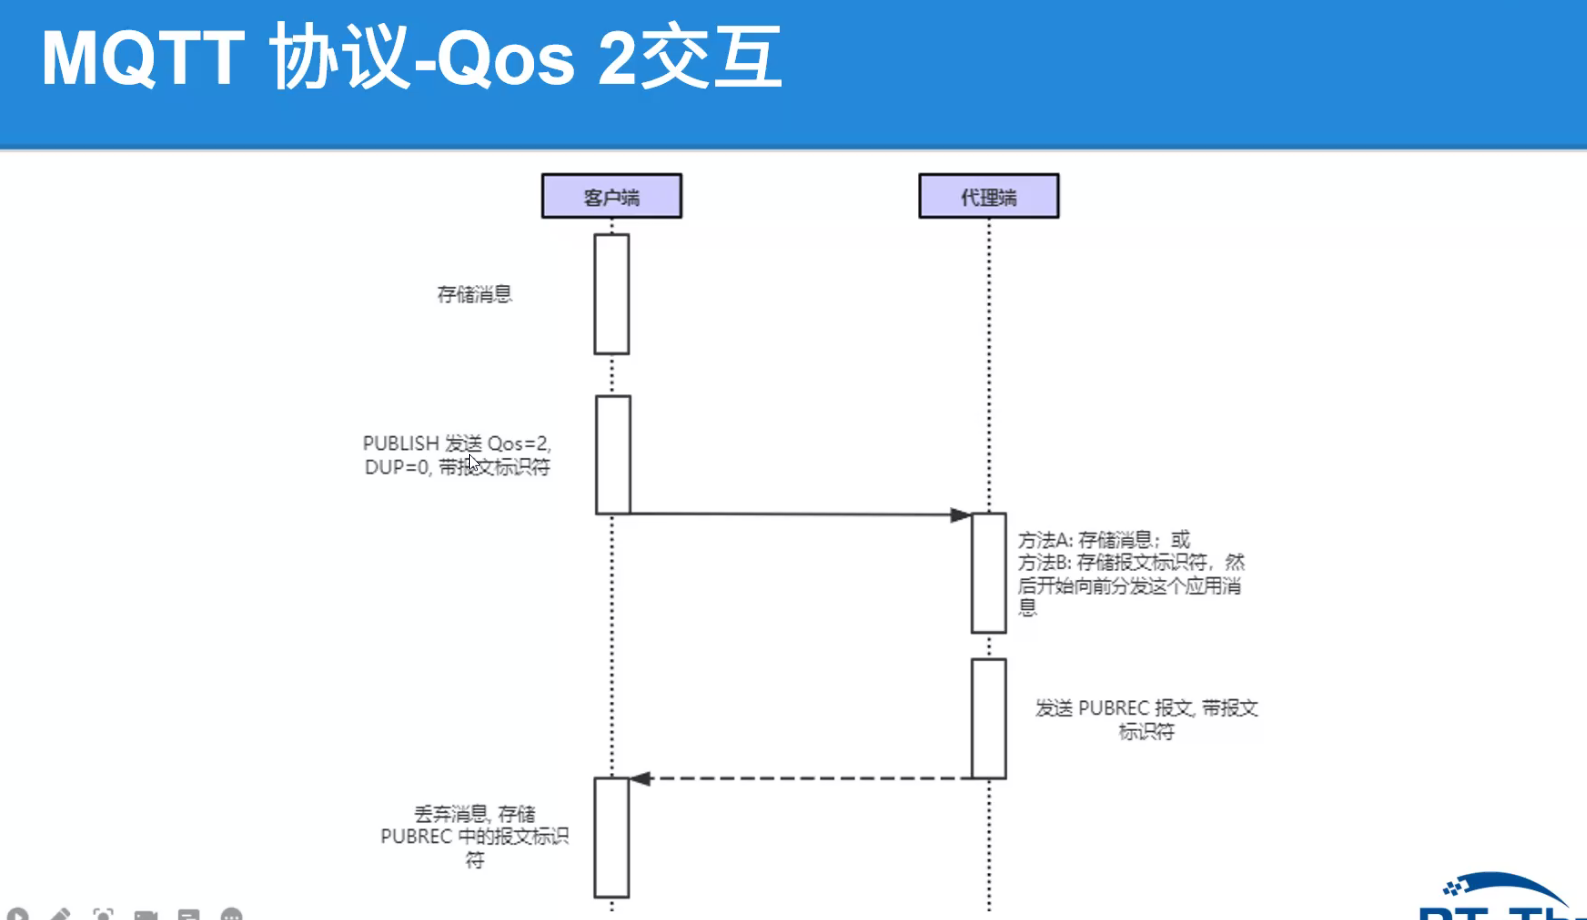 MQTT 协议-Qos 2交互
客户端
代理端
存储消息
PUBLISH 发送 Qos=2,
DUP=0, 带报文标识符
方法A: 存储消息；或
方法B: 存储报文标识符，然
后开始向前分发这个应用消
息
发送 PUBREC 报文, 带报文
标识符
丢弃消息, 存储
PUBREC 中的报文标识
符